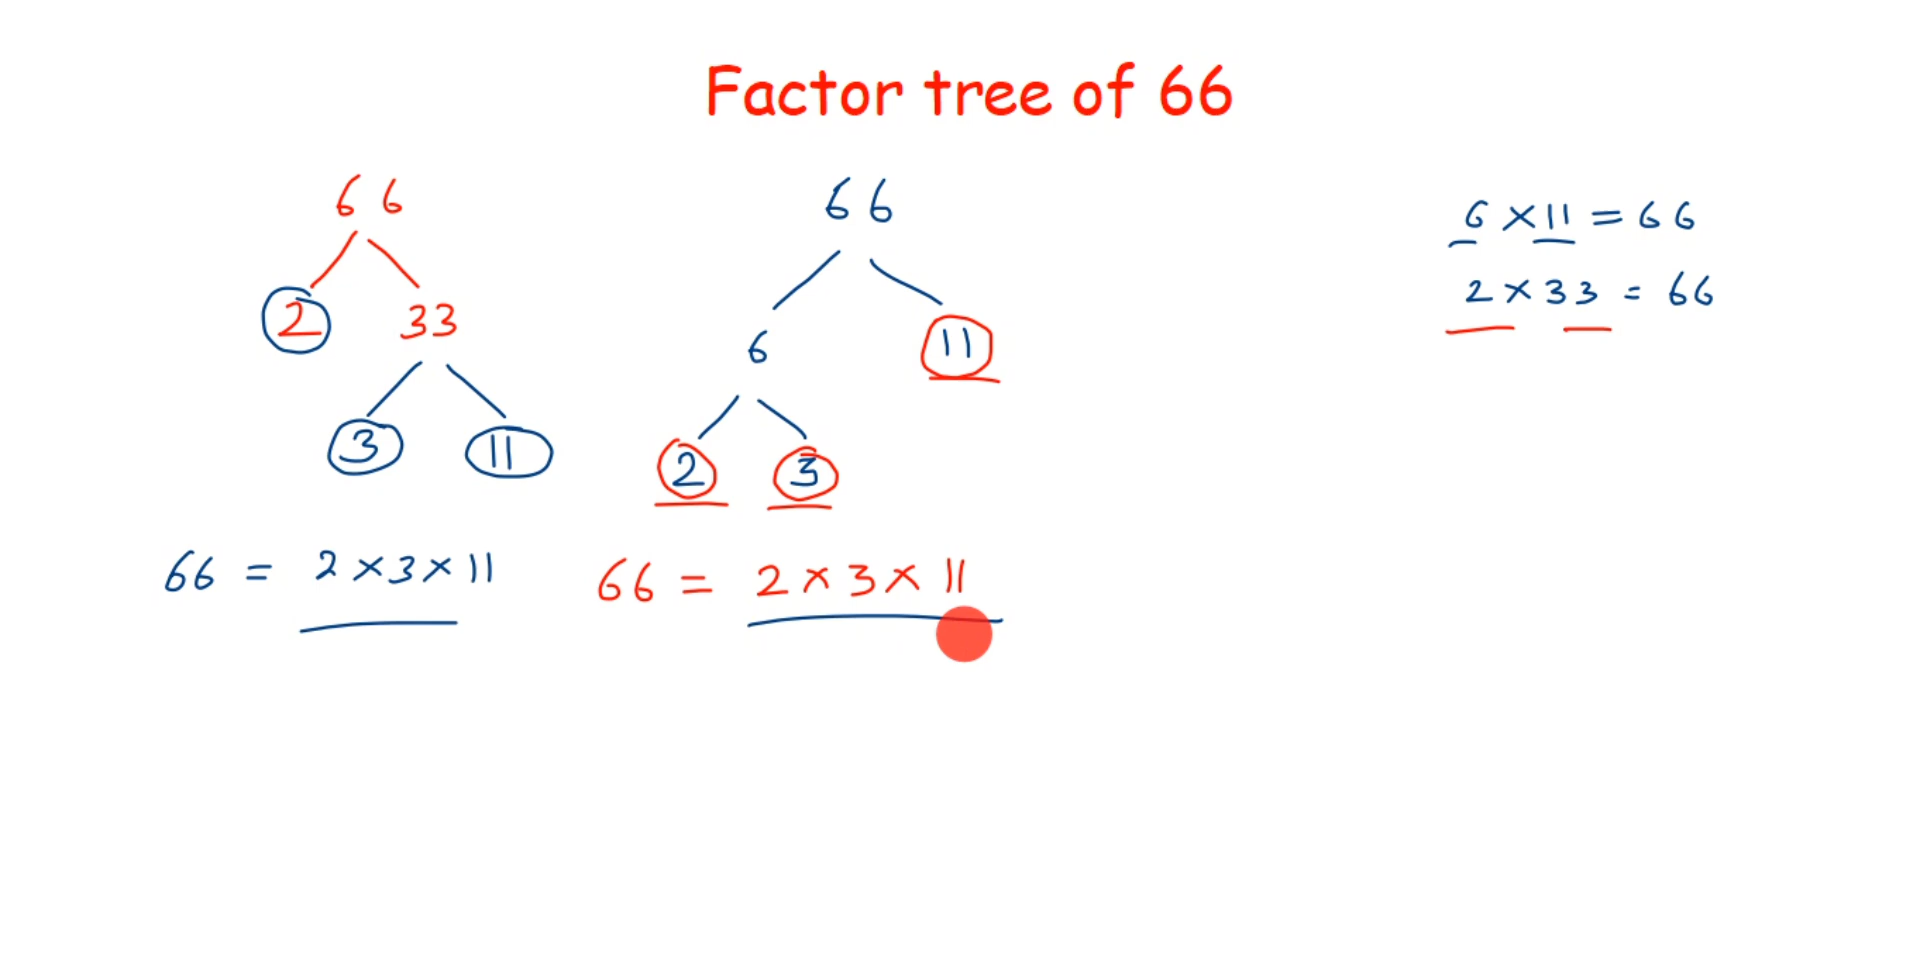 Factor tree of 66
66
2 33
3 11
66 = 2 × 3 × 11
66
6 11
2 3
66 = 2 × 3 × 11
6 × 11 = 66
2 × 33 = 66